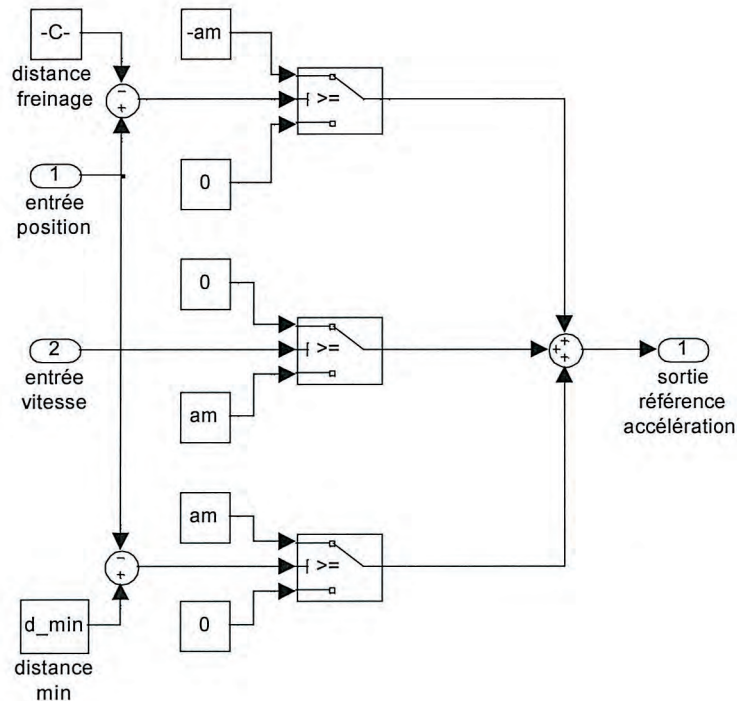 -C-
distance
freinage
-am
−
+
>=
1
entrée
position
0
0
2
entrée
vitesse
>=
am
+
+
+
1
sortie
référence
accélération
am
−
+
>=
d_min
distance
min
0